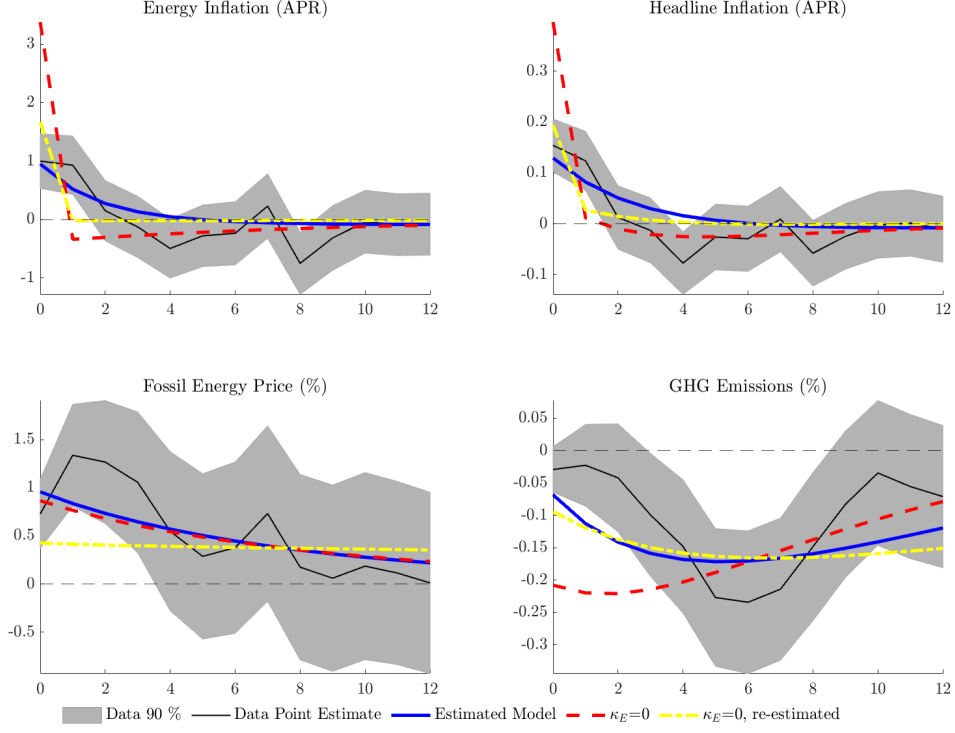 Energy Inflation (APR)
3
2
1
0
-1
0 2 4 6 8 10 12
Headline Inflation (APR)
0.3
0.2
0.1
0
-0.1
0 2 4 6 8 10 12
Fossil Energy Price (%)
1.5
1
0.5
0
-0.5
0 2 4 6 8 10 12
GHG Emissions (%)
0.05
0
-0.05
-0.1
-0.15
-0.2
-0.25
-0.3
0 2 4 6 8 10 12
Data 90 % Data Point Estimate Estimated Model κ_E=0 κ_E=0, re-estimated